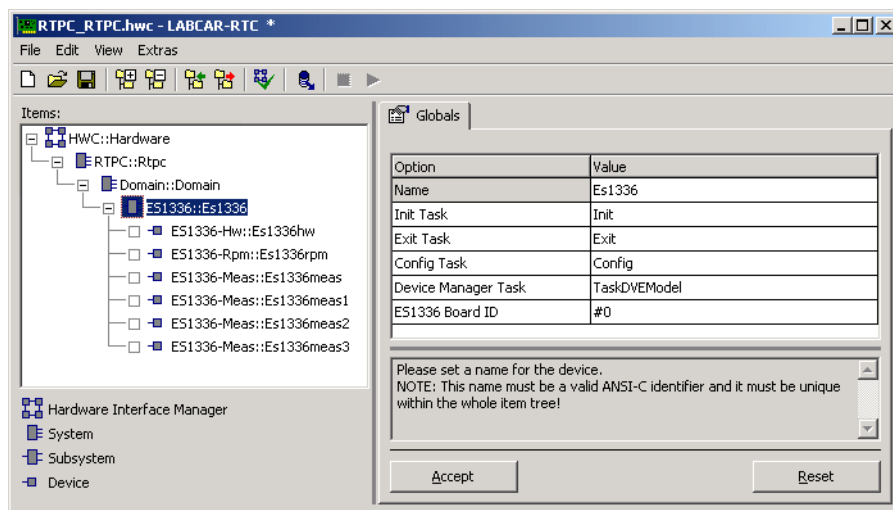 RTPC_RTPC.hwc - LABCAR-RTC *
File Edit View Extras
Items:
HWC::Hardware
RTPC::Rtpc
Domain::Domain
ES1336::Es1336
ES1336-Hw::Es1336hw
ES1336-Rpm::Es1336rpm
ES1336-Meas::Es1336meas
ES1336-Meas::Es1336meas1
ES1336-Meas::Es1336meas2
ES1336-Meas::Es1336meas3
Hardware Interface Manager
System
Subsystem
Device
Globals
Option Value
Name Es1336
Init Task Init
Exit Task Exit
Config Task Config
Device Manager Task TaskDVEModel
ES1336 Board ID #0
Please set a name for the device.
NOTE: This name must be a valid ANSI-C identifier and it must be unique
within the whole item tree!
Accept Reset